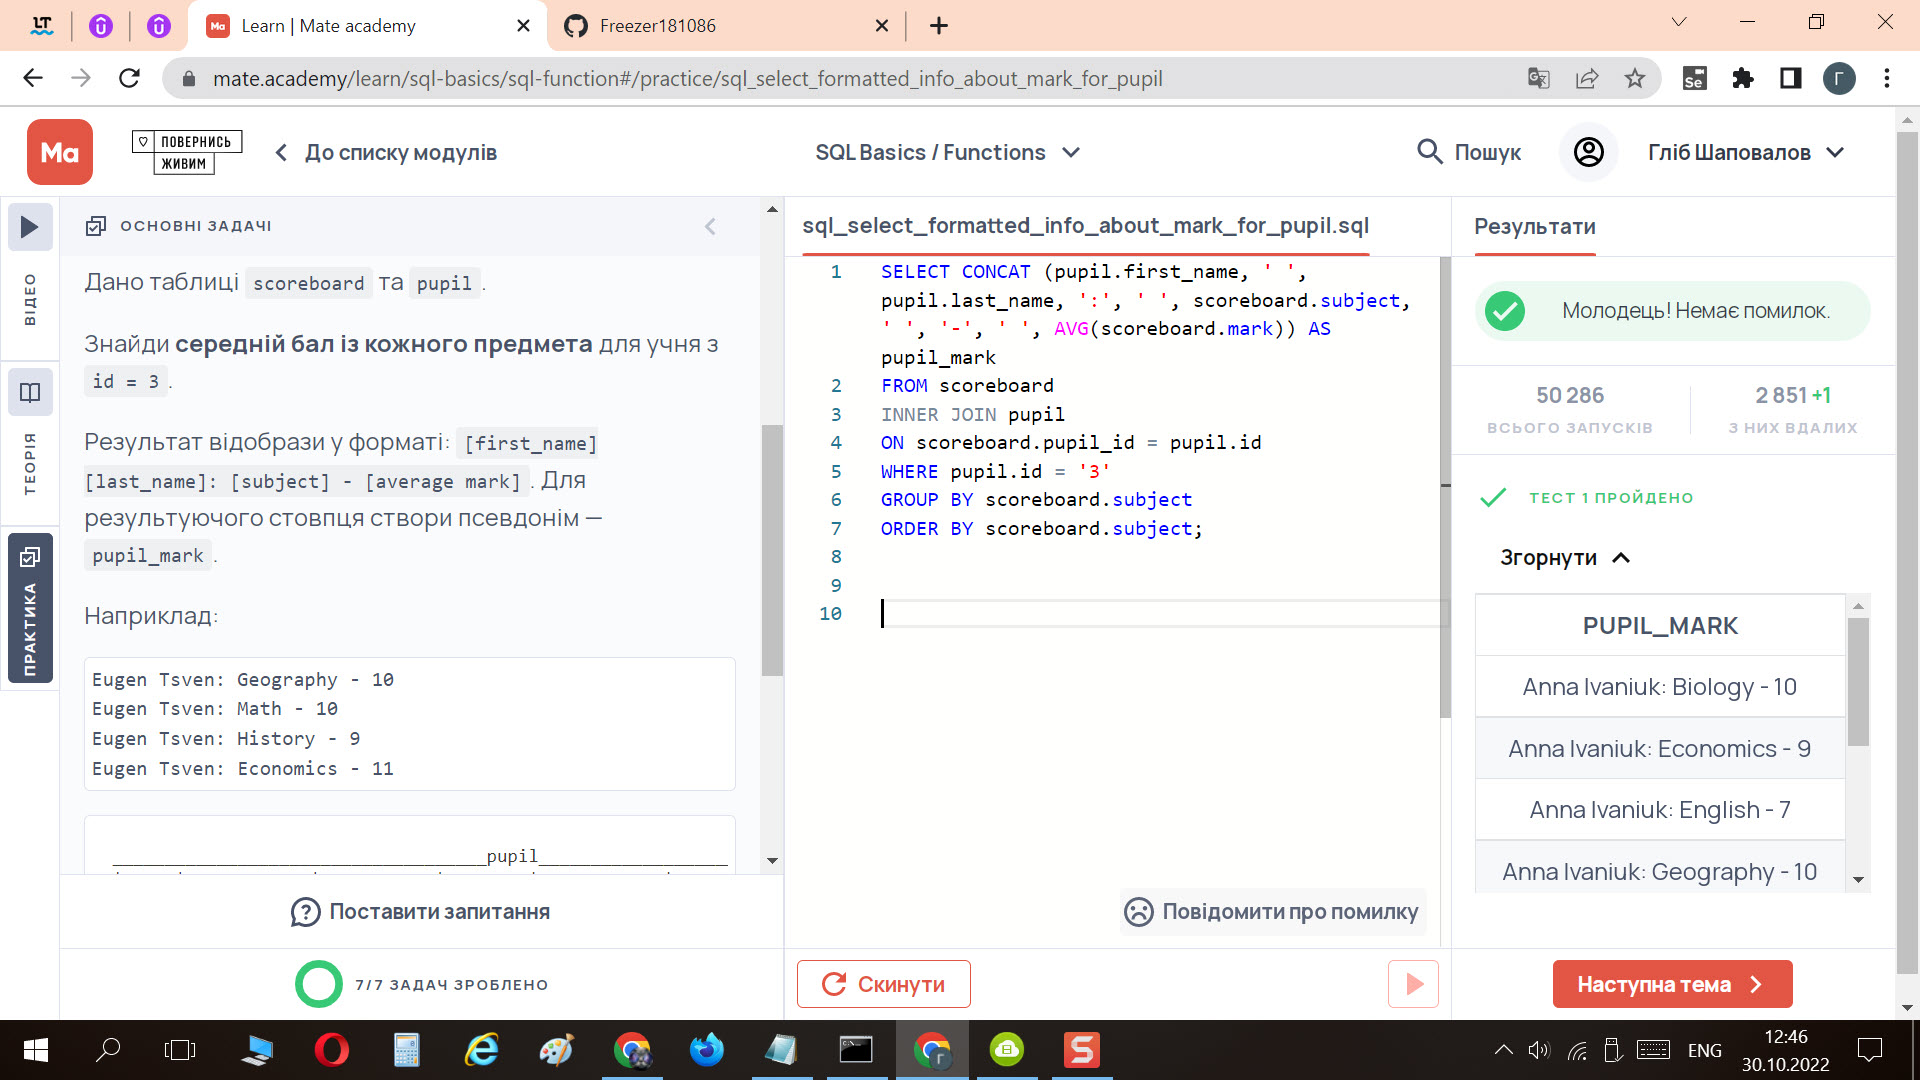 Learn | Mate academy
Freezer181086
mate.academy/learn/sql-basics/sql-function#/practice/sql_select_formatted_info_about_mark_for_pupil
Ma
ПОВЕРНИСЬ
ЖИВИМ
До списку модулів
SQL Basics / Functions
Пошук
Гліб Шаповалов
ВІДЕО
ТЕОРІЯ
ПРАКТИКА
ОСНОВНІ ЗАДАЧІ
Дано таблиці scoreboard та pupil .
Знайди середній бал із кожного предмета для учня з
id = 3 .
Результат відобрази у форматі: [first_name]
[last_name]: [subject] - [average mark] . Для
результуючого стовпця створи псевдонім —
pupil_mark .
Наприклад:
Eugen Tsven: Geography - 10
Eugen Tsven: Math - 10
Eugen Tsven: History - 9
Eugen Tsven: Economics - 11
pupil
Поставити запитання
7/7 ЗАДАЧ ЗРОБЛЕНО
sql_select_formatted_info_about_mark_for_pupil.sql
1 SELECT CONCAT (pupil.first_name, ' ',
pupil.last_name, ':', ' ', scoreboard.subject,
' ', '-', ' ', AVG(scoreboard.mark)) AS
pupil_mark
2 FROM scoreboard
3 INNER JOIN pupil
4 ON scoreboard.pupil_id = pupil.id
5 WHERE pupil.id = '3'
6 GROUP BY scoreboard.subject
7 ORDER BY scoreboard.subject;
8
9
10
Повідомити про помилку
Скинути
Результати
Молодець! Немає помилок.
50 286
ВСЬОГО ЗАПУСКІВ
2 851 +1
З НИХ ВДАЛИХ
ТЕСТ 1 ПРОЙДЕНО
Згорнути
PUPIL_MARK
Anna Ivaniuk: Biology - 10
Anna Ivaniuk: Economics - 9
Anna Ivaniuk: English - 7
Anna Ivaniuk: Geography - 10
Наступна тема
ENG
12:46
30.10.2022